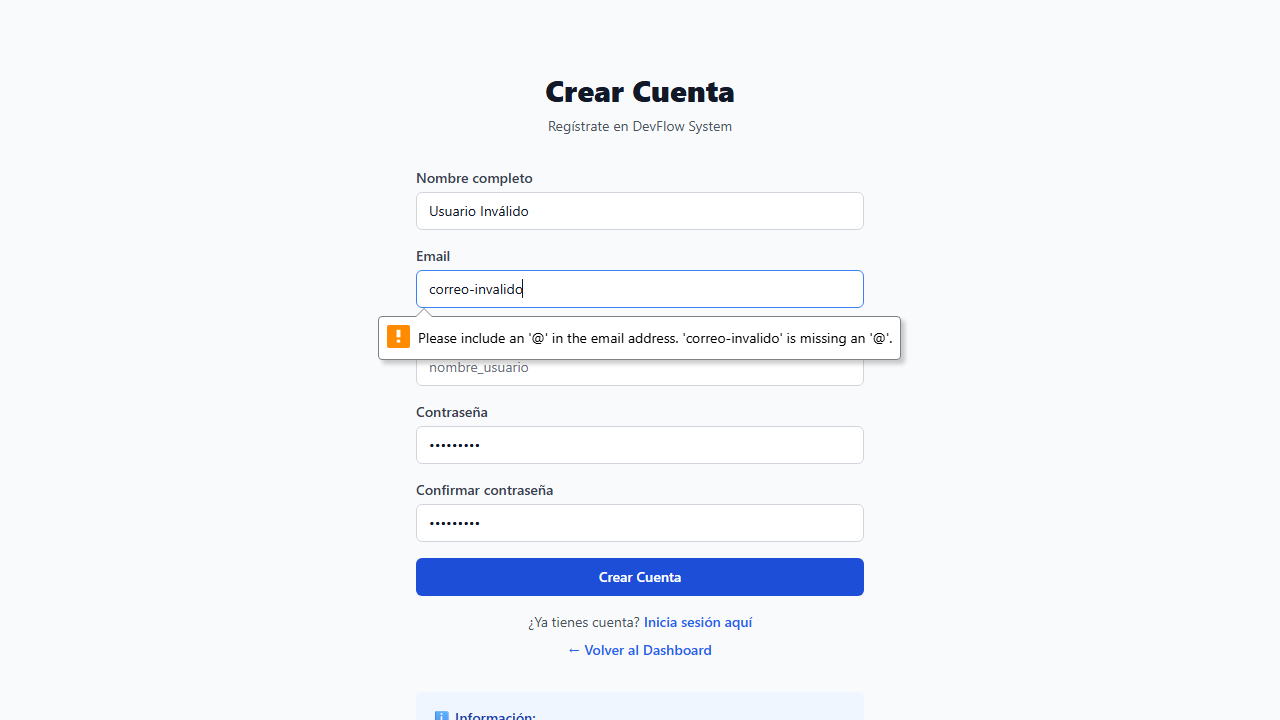 Crear Cuenta
Regístrate en DevFlow System
Nombre completo
Usuario Inválido
Email
correo-invalido
Please include an '@' in the email address. 'correo-invalido' is missing an '@'.
nombre_usuario
Contraseña
•••••••••
Confirmar contraseña
•••••••••
Crear Cuenta
¿Ya tienes cuenta? Inicia sesión aquí
← Volver al Dashboard
Información: